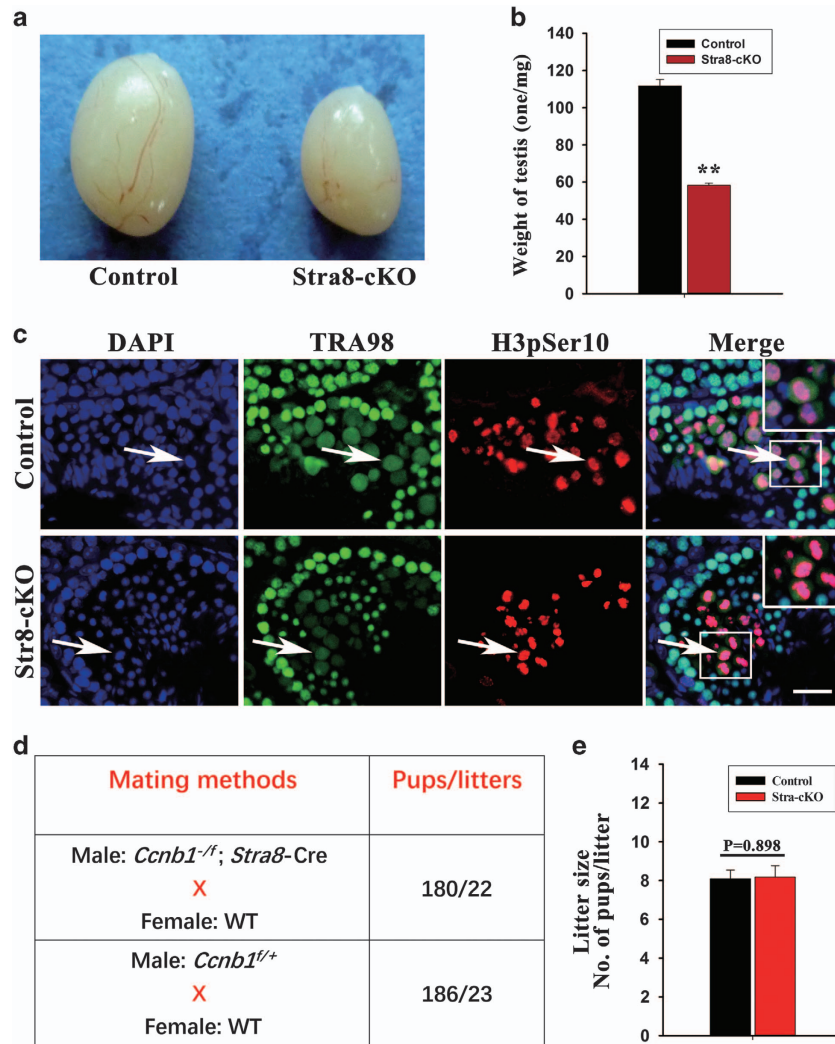 a
Control
Stra8-cKO
b
Weight of testis (one/mg)
140
120
100
80
60
40
20
0
Control
Stra8-cKO
**
c
DAPI
TRA98
H3pSer10
Merge
Control
Str8-cKO
d
Mating methods
Pups/litters
Male: Ccnb1-/f; Stra8-Cre
X
Female: WT
180/22
Male: Ccnb1f/+
X
Female: WT
186/23
e
Litter size
No. of pups/litter
14
12
10
8
6
4
2
0
Control
Stra-cKO
P=0.898